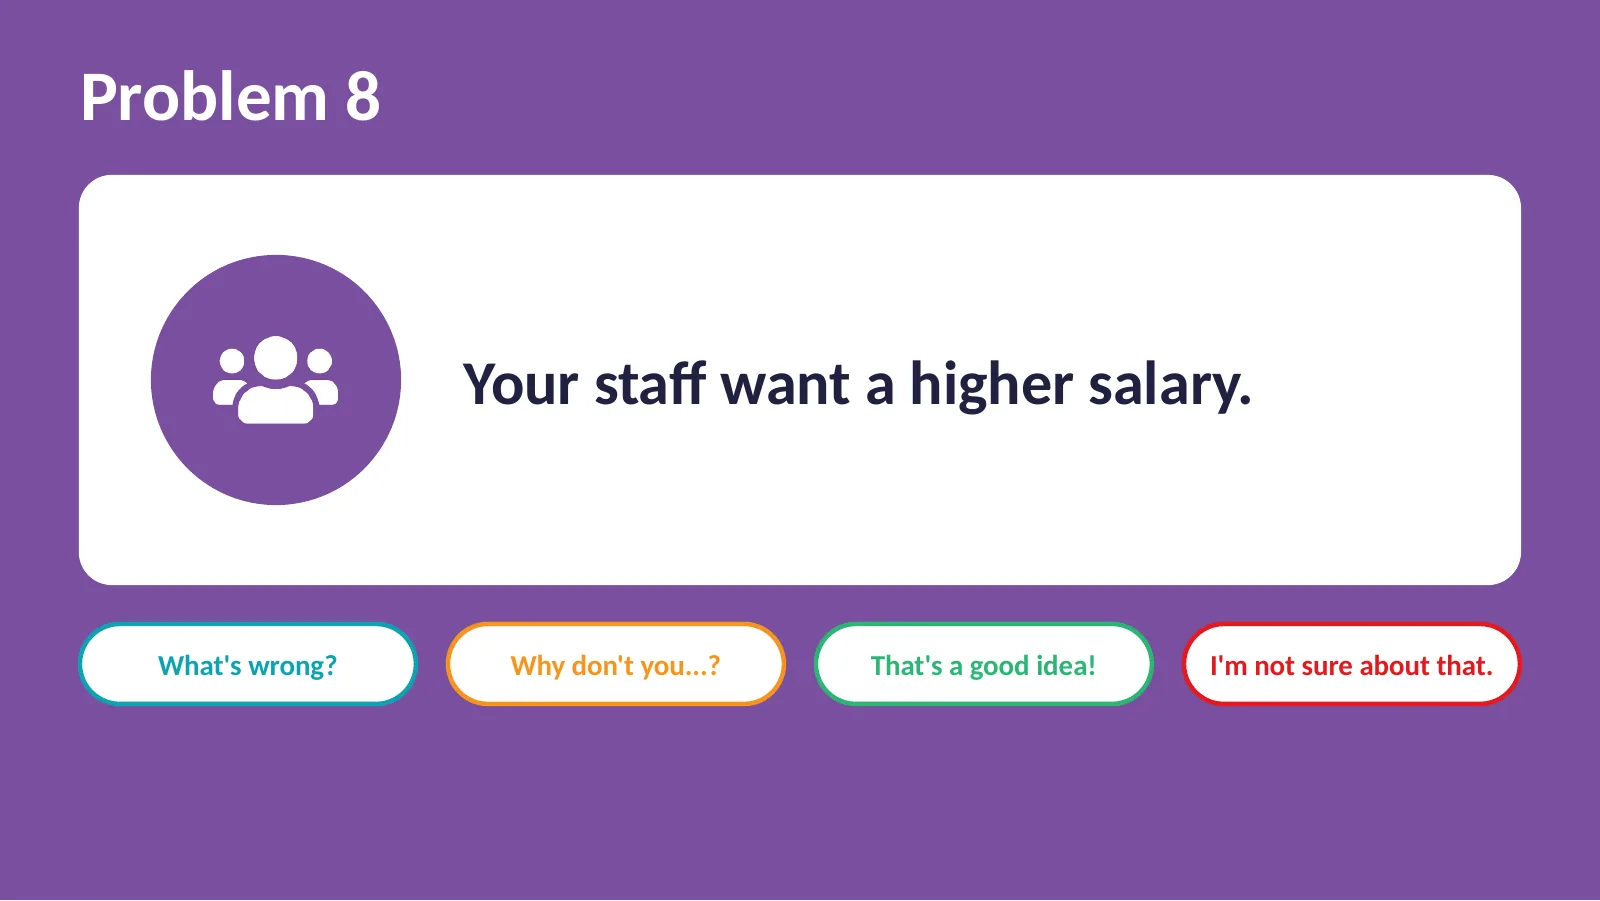 Problem 8
Your staff want a higher salary.
What's wrong?
Why don't you...?
That's a good idea!
I'm not sure about that.